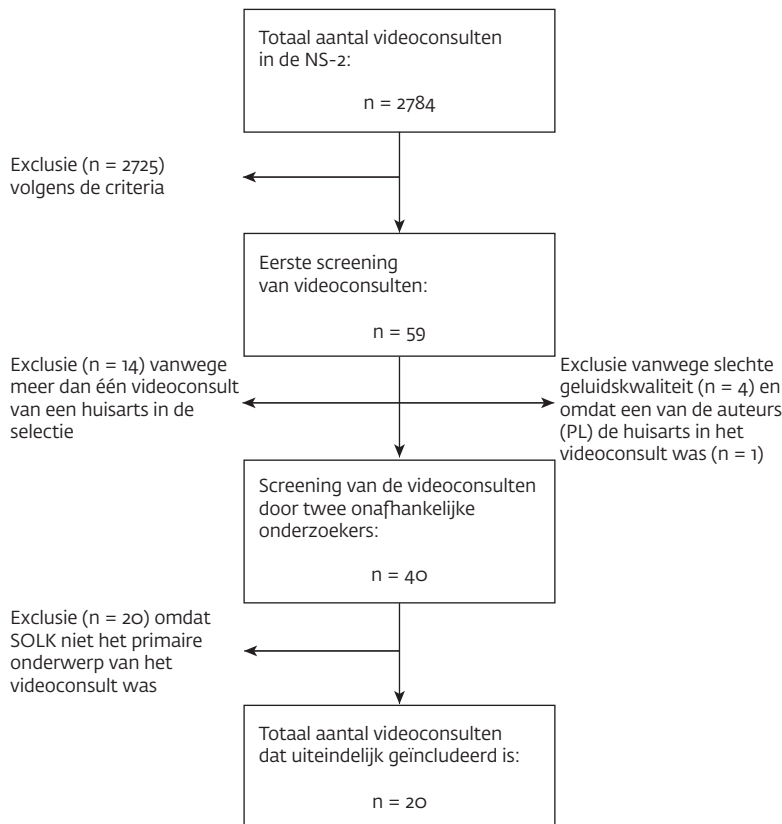 Totaal aantal videoconsulten
in de NS-2:
n = 2784
Exclusie (n = 2725)
volgens de criteria
Eerste screening
van videoconsulten:
n = 59
Exclusie (n = 14) vanwege
meer dan één videoconsult
van een huisarts in de
selectie
Exclusie vanwege slechte
geluidskwaliteit (n = 4) en
omdat een van de auteurs
(PL) de huisarts in het
videoconsult was (n = 1)
Screening van de videoconsulten
door twee onafhankelijke
onderzoekers:
n = 40
Exclusie (n = 20) omdat
SOLK niet het primaire
onderwerp van het
videoconsult was
Totaal aantal videoconsulten
dat uiteindelijk geïncludeerd is:
n = 20